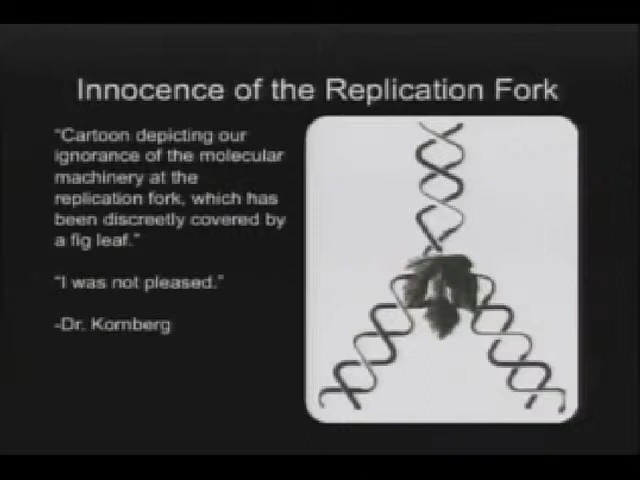 Innocence of the Replication Fork
"Cartoon depicting our
ignorance of the molecular
machinery at the
replication fork, which has
been discreetly covered by
a fig leaf."
"I was not pleased."
-Dr. Kornberg